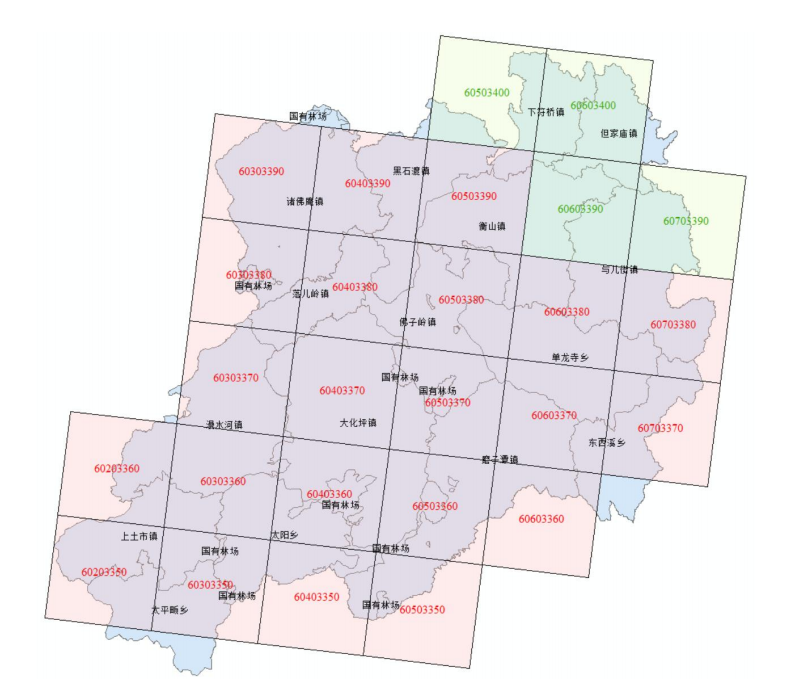 60503400
下符桥镇
60603400
但家庙镇
国有林场
60303390
60403390
黑石渡镇
60503390
诸佛庵镇
衡山镇
60603390
60703390
与儿街镇
60303380
国有林场
落儿岭镇
60403380
60503380
佛子岭镇
60603380
60703380
单龙寺乡
60303370
60403370
国有林场
国有林场
60503370
60603370
60703370
漫水河镇
大化坪镇
东西溪乡
磨子潭镇
60203360
60303360
60403360
国有林场
60503360
60603360
上土市镇
太阳乡
国有林场
国有林场
60203350
60303350
国有林场
60403350
国有林场
60503350
太平畈乡